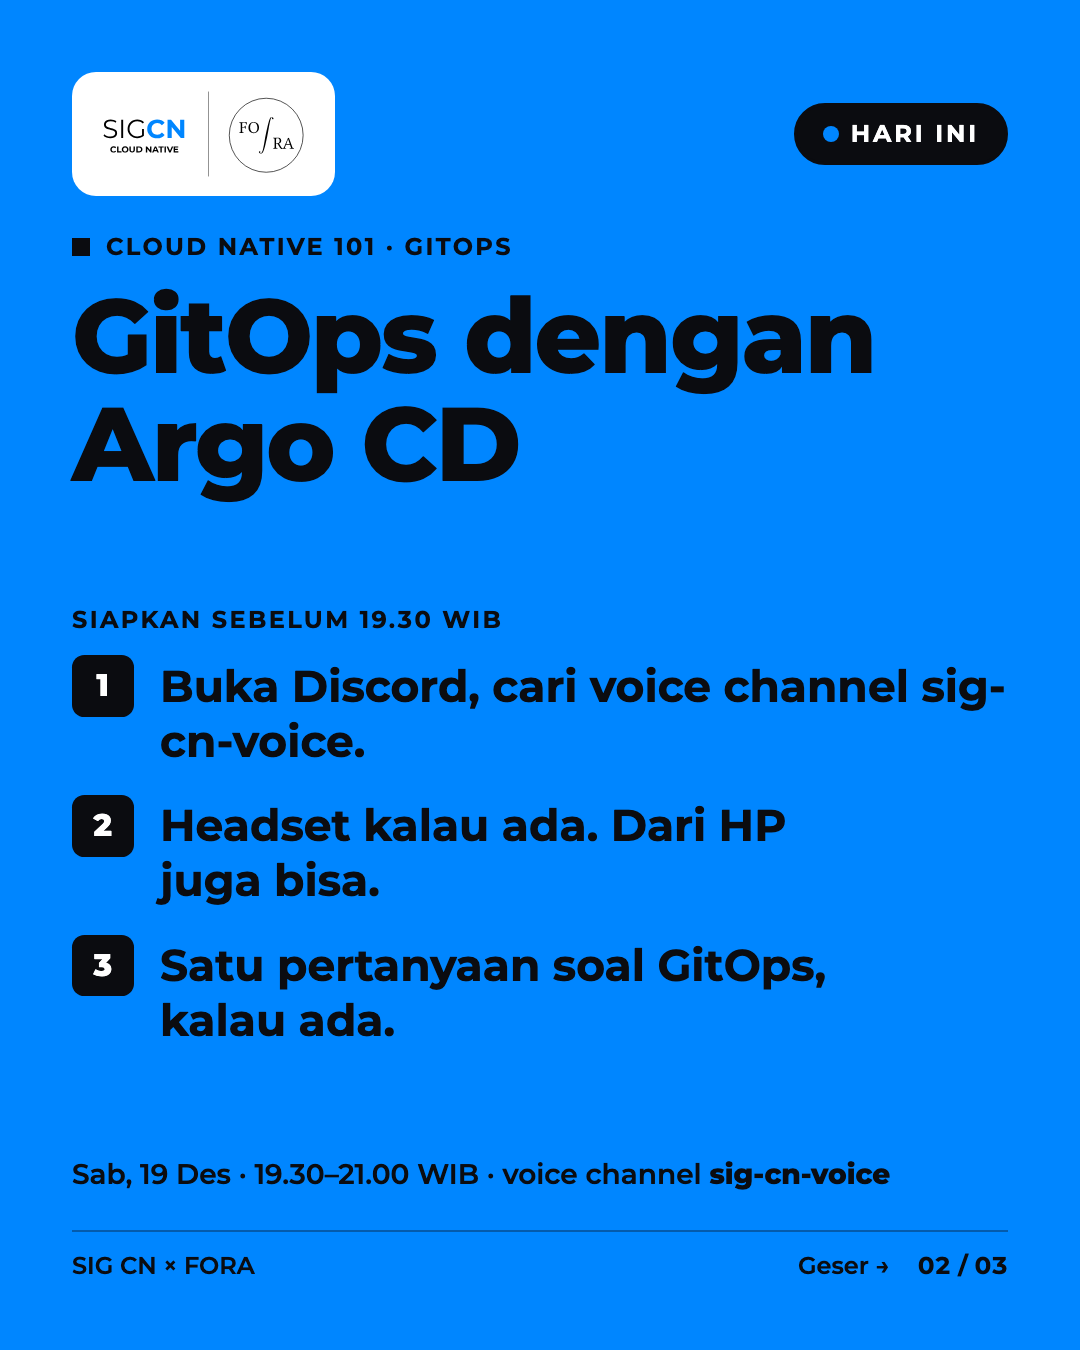 SIGCN
CLOUD NATIVE
FO
RA
HARI INI
CLOUD NATIVE 101 · GITOPS
GitOps dengan
Argo CD
SIAPKAN SEBELUM 19.30 WIB
1
Buka Discord, cari voice channel sig-
cn-voice.
2
Headset kalau ada. Dari HP
juga bisa.
3
Satu pertanyaan soal GitOps,
kalau ada.
Sab, 19 Des · 19.30–21.00 WIB · voice channel sig-cn-voice
SIG CN × FORA
Geser → 02 / 03